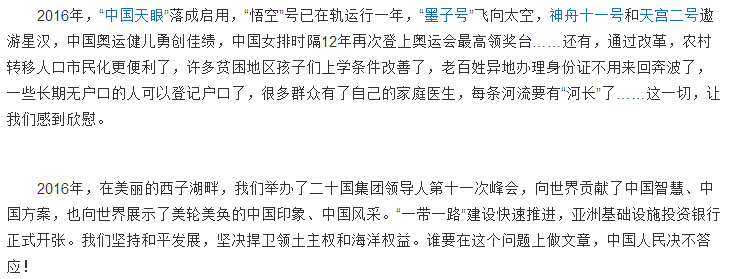 2016年，“中国天眼”落成启用，“悟空”号已在轨运行一年，“墨子号”飞向太空，神舟十一号和天宫二号遨
游星汉，中国奥运健儿勇创佳绩，中国女排时隔12年再次登上奥运会最高领奖台……还有，通过改革，农村
转移人口市民化更便利了，许多贫困地区孩子们上学条件改善了，老百姓异地办理身份证不用来回奔波了，
一些长期无户口的人可以登记户口了，很多群众有了自己的家庭医生，每条河流要有“河长”了……这一切，让
我们感到欣慰。
2016年，在美丽的西子湖畔，我们举办了二十国集团领导人第十一次峰会，向世界贡献了中国智慧、中
国方案，也向世界展示了美轮美奂的中国印象、中国风采。“一带一路”建设快速推进，亚洲基础设施投资银行
正式开张。我们坚持和平发展，坚决捍卫领土主权和海洋权益。谁要在这个问题上做文章，中国人民决不答
应！